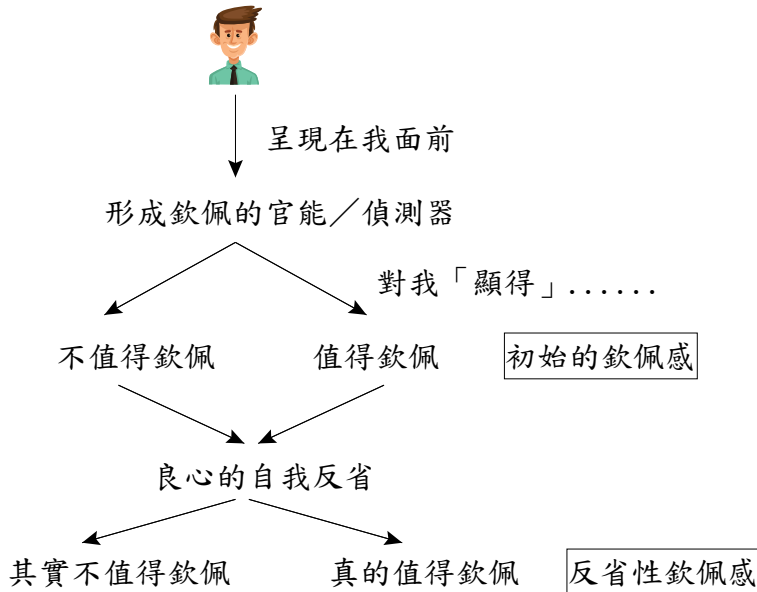 呈現在我面前
形成欽佩的官能／偵測器
對我「顯得」......
不值得欽佩 值得欽佩 初始的欽佩感
良心的自我反省
其實不值得欽佩 真的值得欽佩 反省性欽佩感